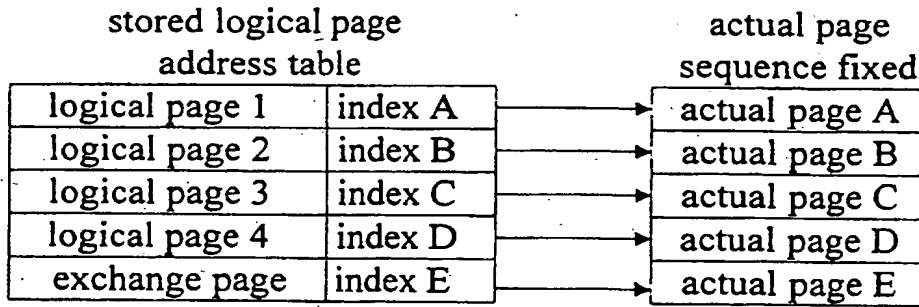 stored logical page
address table
actual page
sequence fixed
logical page 1 index A actual page A
logical page 2 index B actual page B
logical page 3 index C actual page C
logical page 4 index D actual page D
exchange page index E actual page E